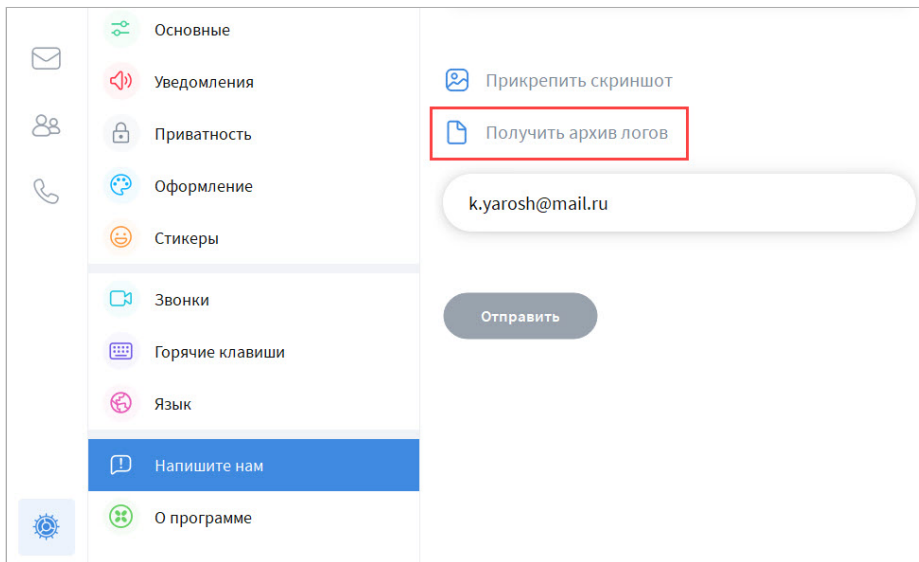 Основные
Уведомления
Приватность
Оформление
Стикеры
Звонки
Горячие клавиши
Язык
Напишите нам
О программе
Прикрепить скриншот
Получить архив логов
k.yarosh@mail.ru
Отправить